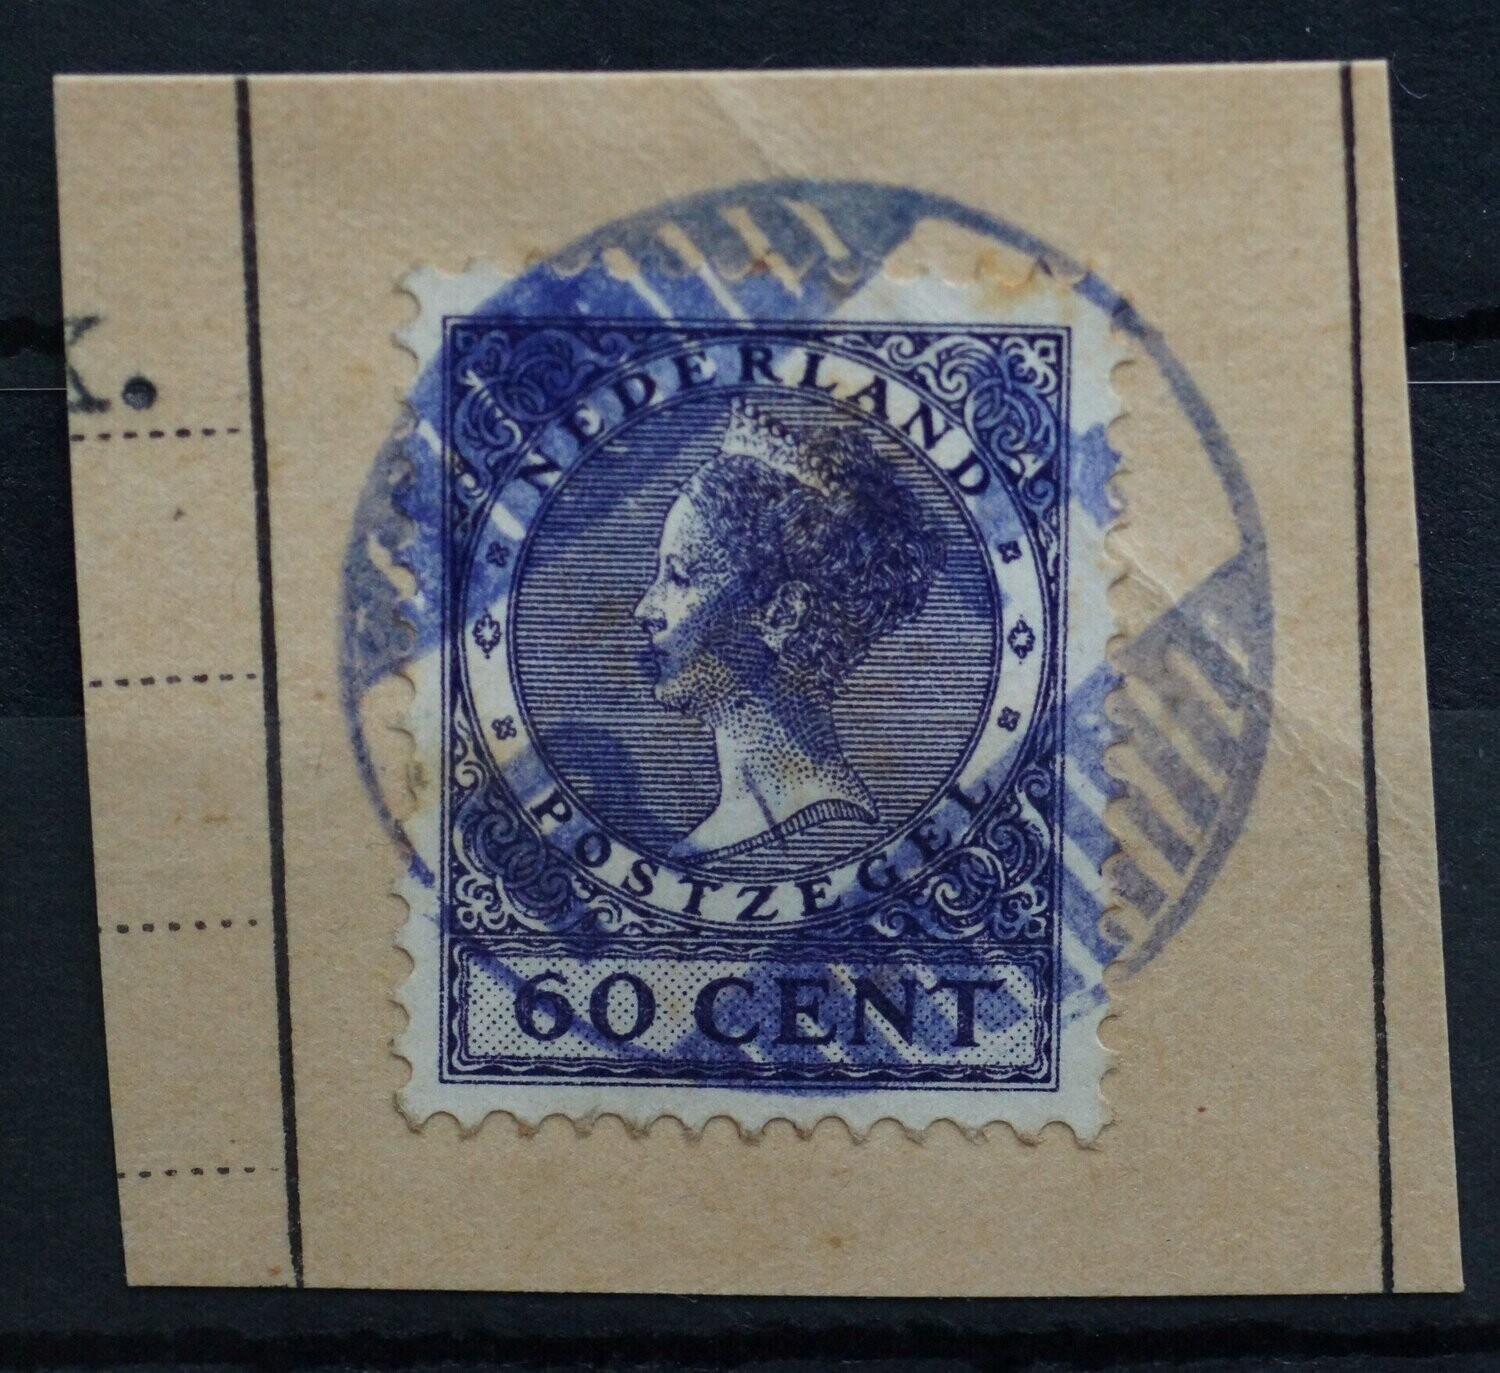 K.
NEDERLAND
POSTZEGEL
60 CENT